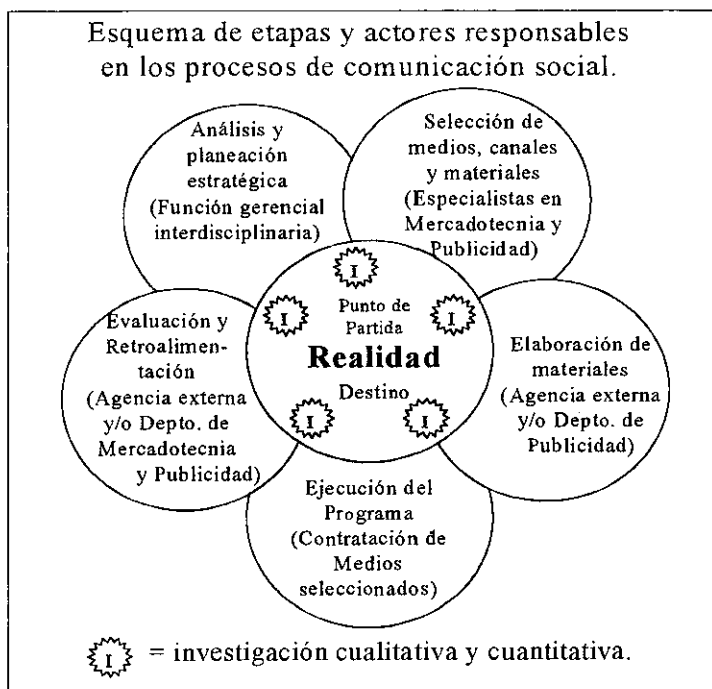 Esquema de etapas y actores responsables
en los procesos de comunicación social.
Análisis y
planeación
estratégica
(Función gerencial
interdisciplinaria)
Selección de
medios, canales
y materiales
(Especialistas en
Mercadotecnia y
Publicidad)
I
I
I
Punto de
Partida
Realidad
Destino
I
I
Evaluación y
Retroalimen-
tación
(Agencia externa
y/o Depto. de
Mercadotecnia
y Publicidad)
Elaboración de
materiales
(Agencia externa
y/o Depto. de
Publicidad)
Ejecución del
Programa
(Contratación de
Medios
seleccionados)
I = investigación cualitativa y cuantitativa.